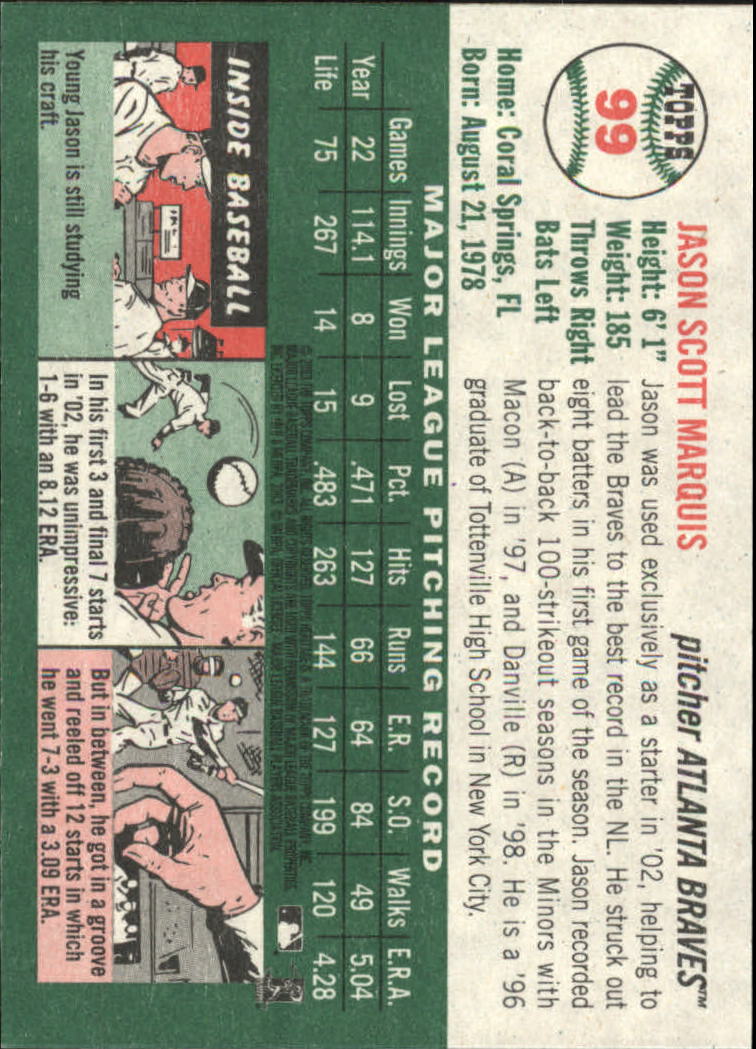 TOPPS
99
JASON SCOTT MARQUIS
pitcher ATLANTA BRAVES™
Height: 6' 1"
Weight: 185
Throws Right
Bats Left
Home: Coral Springs, FL
Born: August 21, 1978
Jason was used exclusively as a starter in '02, helping to
lead the Braves to the best record in the NL. He struck out
eight batters in his first game of the season. Jason recorded
back-to-back 100-strikeout seasons in the Minors with
Macon (A) in '97, and Danville (R) in '98. He is a '96
graduate of Tottenville High School in New York City.
MAJOR LEAGUE PITCHING RECORD
Games Innings Won Lost Pct. Hits Runs E.R. S.O. Walks E.R.A.
Year 22 114.1 8 9 .471 127 66 64 84 49 5.04
Life 75 267 14 15 .483 263 144 127 199 120 4.28
INSIDE BASEBALL
Young Jason is still studying
his craft.
In his first 3 and final 7 starts
in '02, he was unimpressive:
1-6 with an 8.12 ERA.
But in between, he got in a groove
and reeled off 12 starts in which
he went 7-3 with a 3.09 ERA.